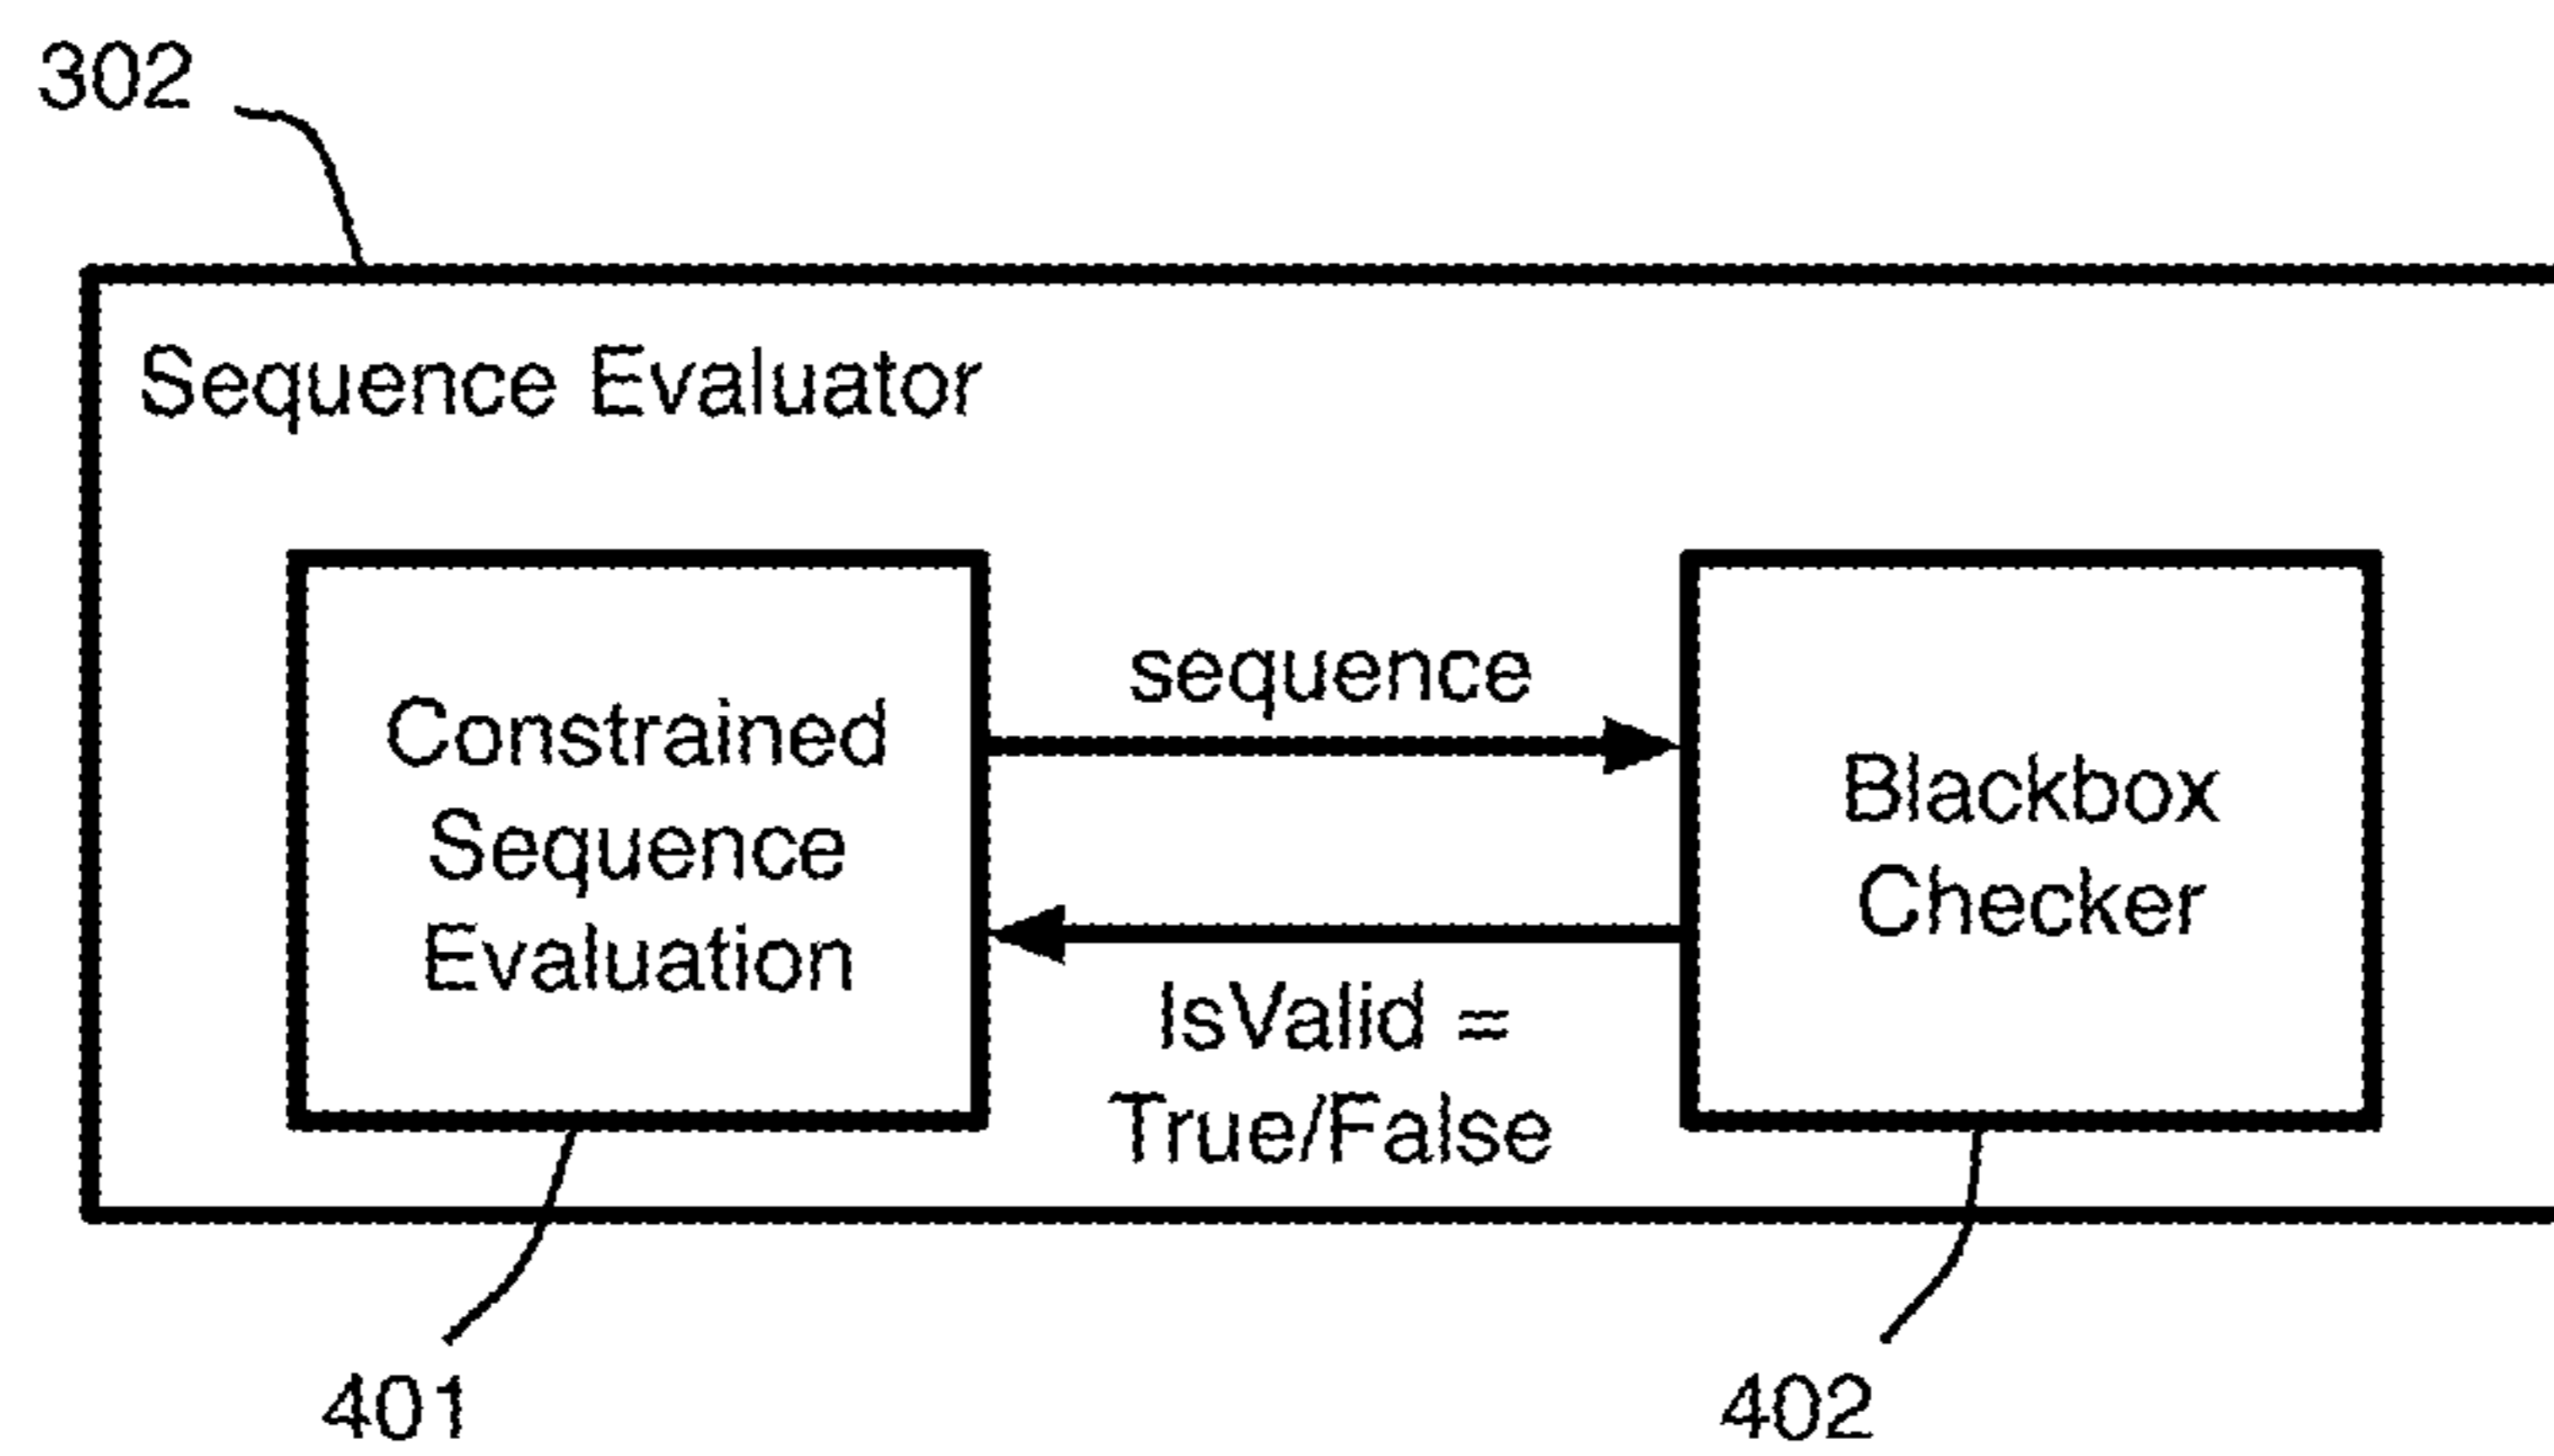 302
Sequence Evaluator
Constrained
Sequence
Evaluation
sequence
IsValid =
True/False
Blackbox
Checker
401
402